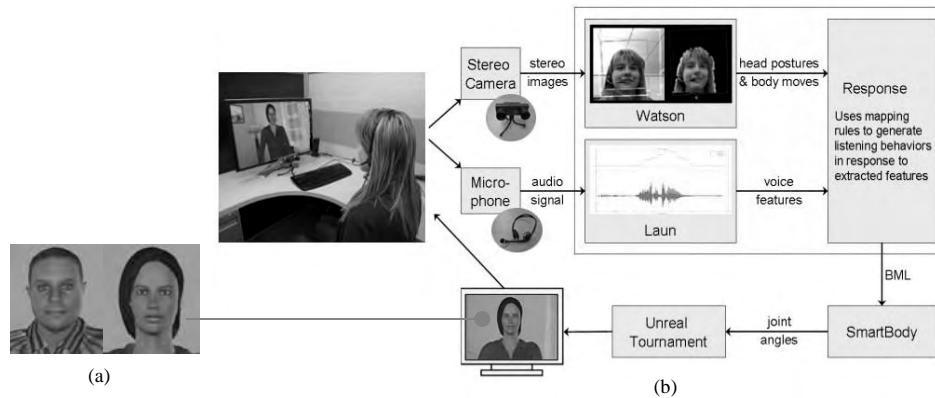 Stereo
Camera
stereo
images
Watson
head postures
& body moves
Response
Uses mapping
rules to generate
listening behaviors
in response to
extracted features
Micro-
phone
audio
signal
Laun
voice
features
BML
SmartBody
joint
angles
Unreal
Tournament
(a)
(b)